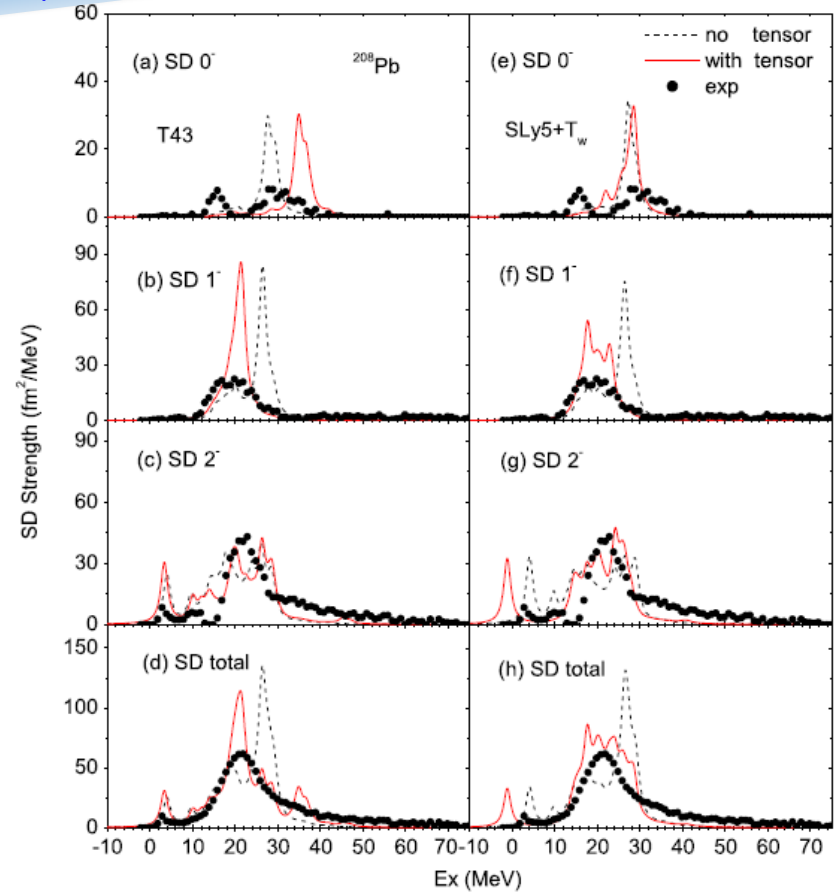 60
40
20
0
(a) SD 0⁻
²⁰⁸Pb
T43
(e) SD 0⁻
SLy5+T_w
no tensor
with tensor
exp
90
60
30
0
(b) SD 1⁻
(f) SD 1⁻
90
60
30
0
(c) SD 2⁻
(g) SD 2⁻
150
100
50
0
(d) SD total
(h) SD total
-10 0 10 20 30 40 50 60 70
-10 0 10 20 30 40 50 60 70
SD Strength (fm²/MeV)
Ex (MeV)